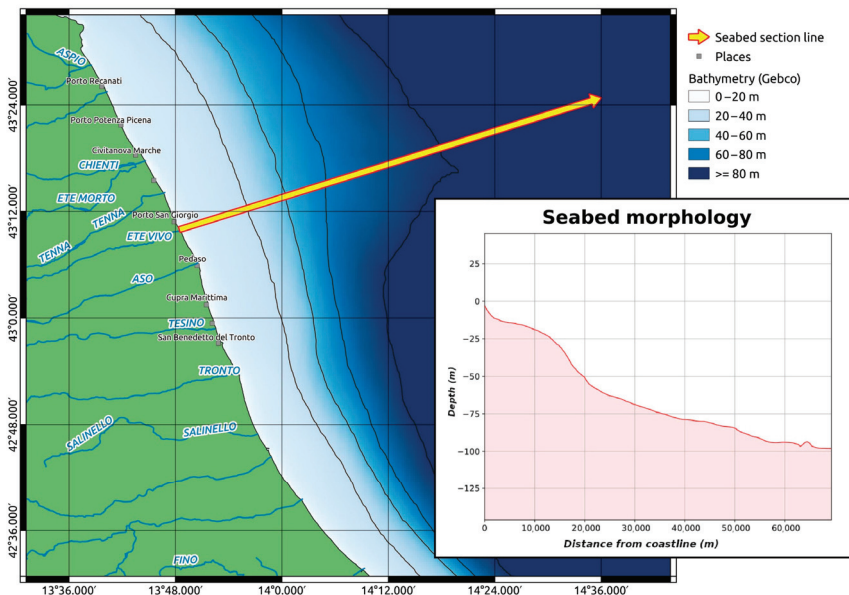 ASPIO
Porto Recanati
Porto Potenza Picena
Civitanova Marche
CHIENTI
ETE MORTO
TENNA
Porto San Giorgio
TENNA
ETE VIVO
Pedaso
ASO
Cupra Marittima
TESINO
San Benedetto del Tronto
TRONTO
SALINELLO
SALINELLO
FINO
43°24.000'
43°12.000'
43°0.000'
42°48.000'
42°36.000'
13°36.000'
13°48.000'
14°0.000'
14°12.000'
14°24.000'
14°36.000'
Seabed section line
Places
Bathymetry (Gebco)
0–20 m
20–40 m
40–60 m
60–80 m
>= 80 m
Seabed morphology
Depth (m)
0
−25
−50
−75
−100
−125
0
10,000
20,000
30,000
40,000
50,000
60,000
Distance from coastline (m)